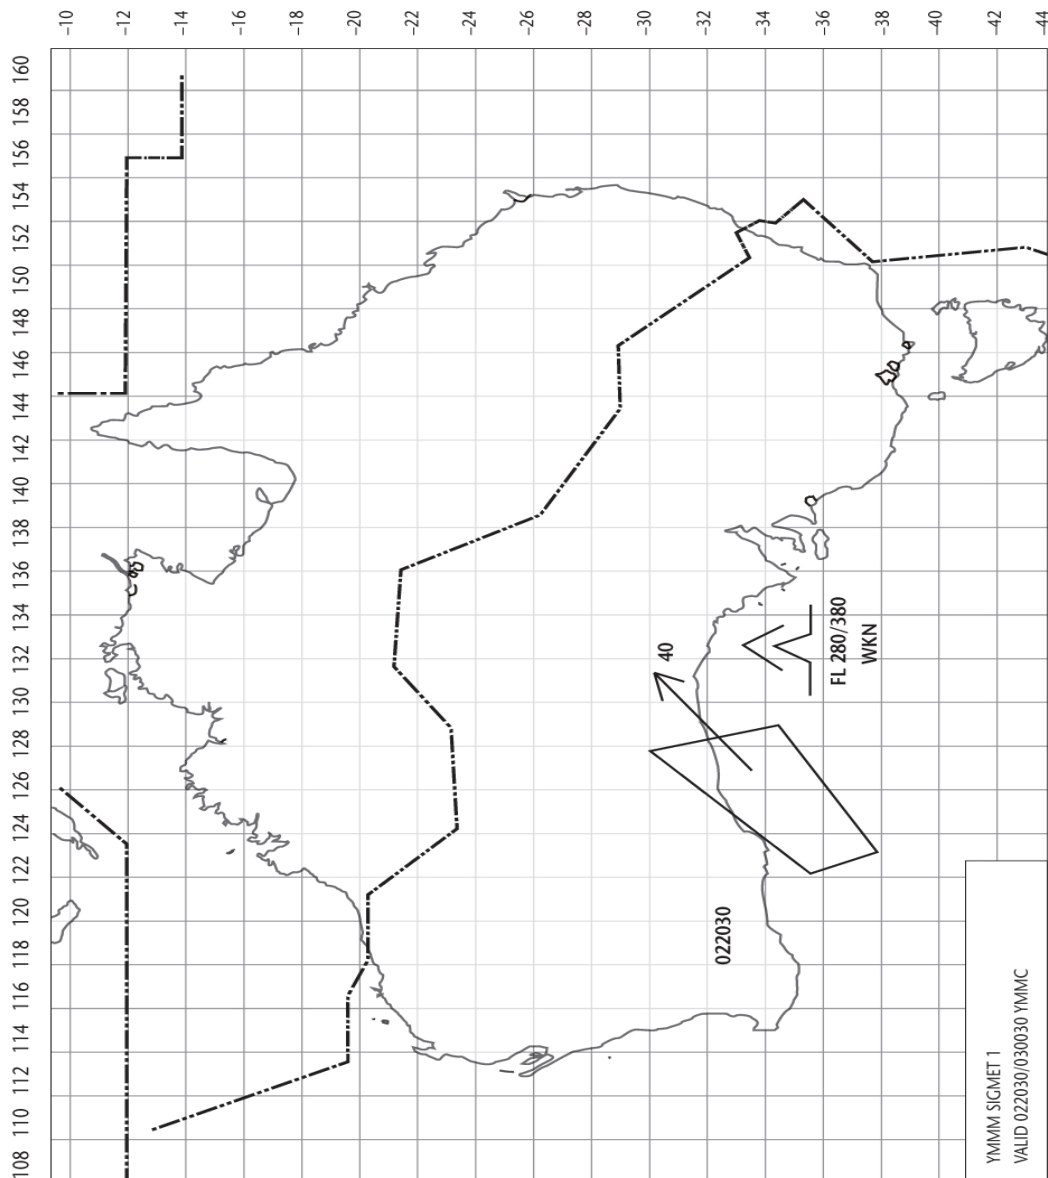 -10 -12 -14 -16 -18 -20 -22 -24 -26 -28 -30 -32 -34 -36 -38 -40 -42 -44
108 110 112 114 116 118 120 122 124 126 128 130 132 134 136 138 140 142 144 146 148 150 152 154 156 158 160
40
FL 280/380
WKN
022030
YMMM SIGMET 1
VALID 022030/030030 YMMC